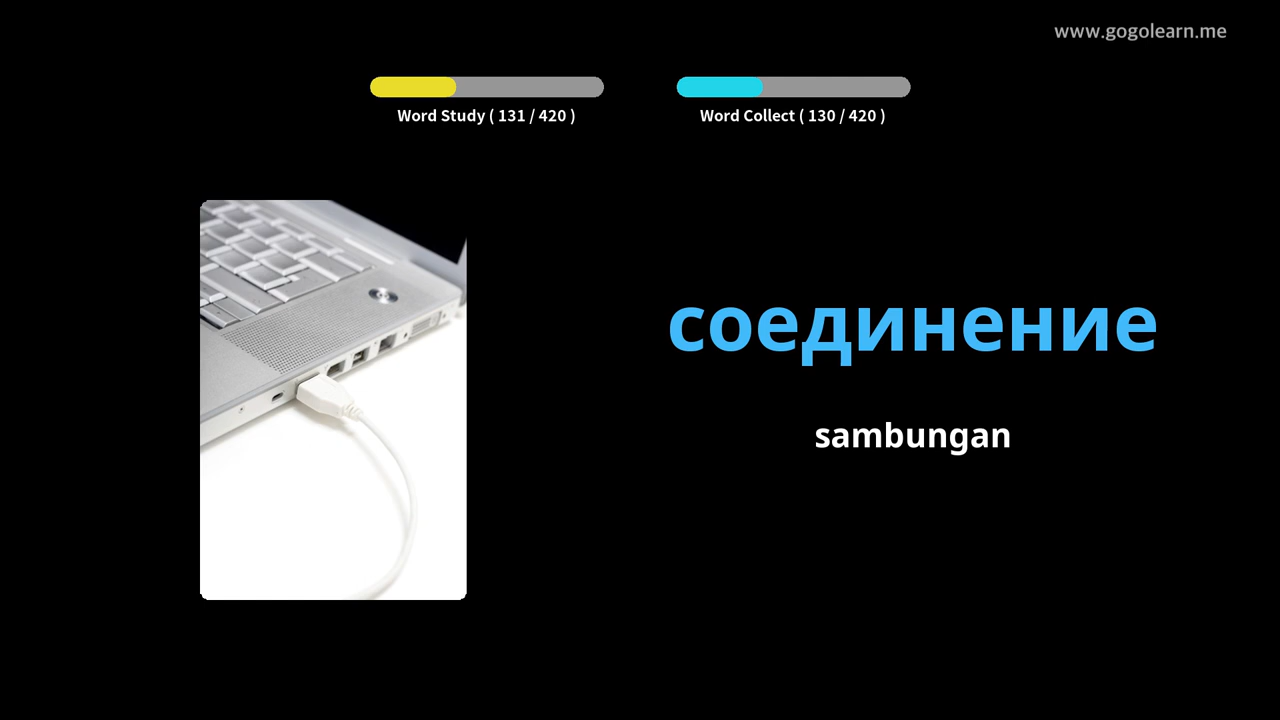 www.gogolearn.me
Word Study ( 131 / 420 )
Word Collect ( 130 / 420 )
соединение
sambungan